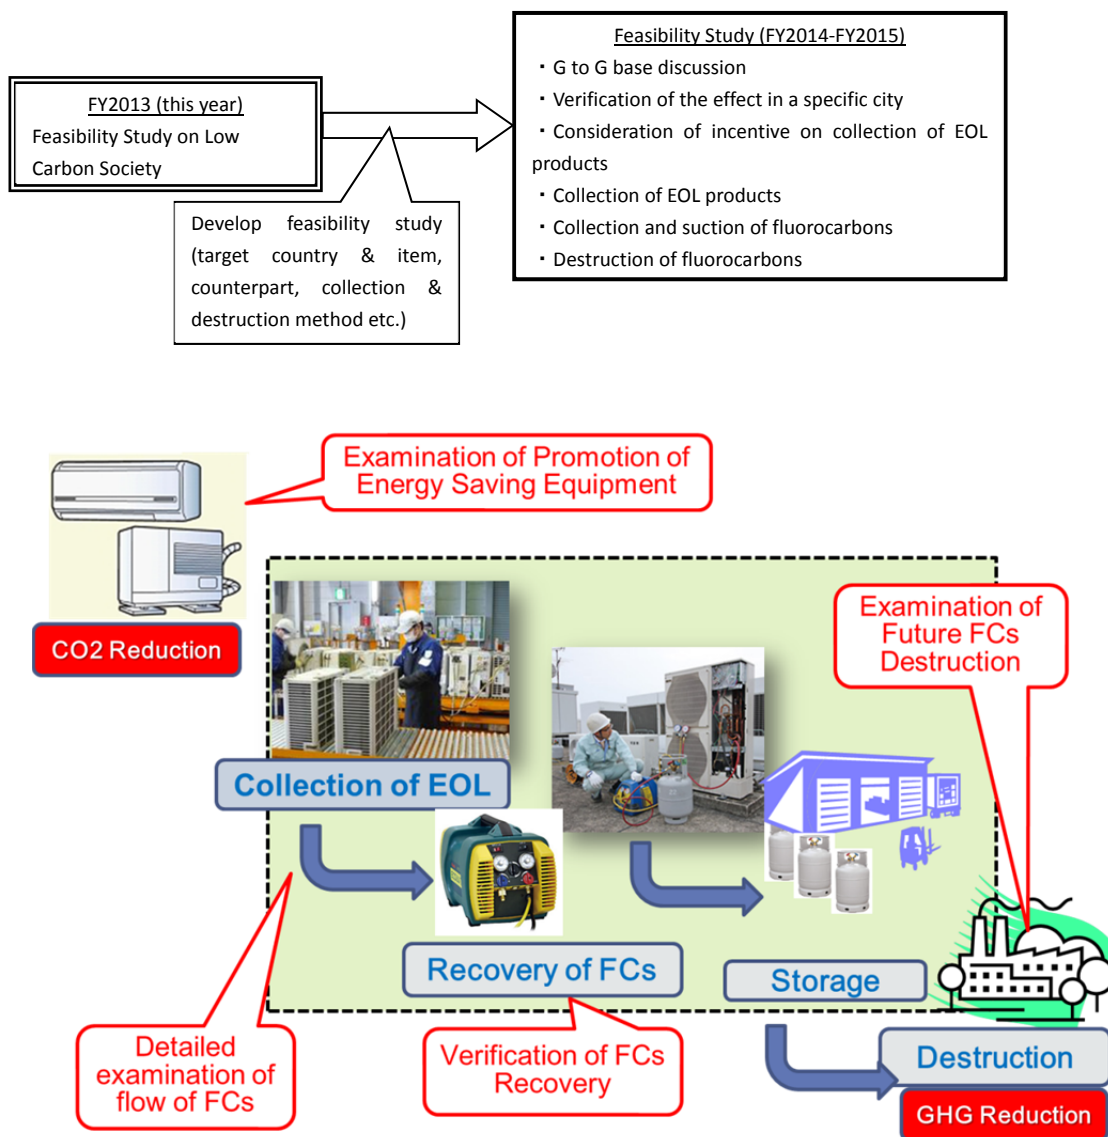 FY2013 (this year)
Feasibility Study on Low
Carbon Society
Develop feasibility study
(target country & item,
counterpart, collection &
destruction method etc.)
Feasibility Study (FY2014-FY2015)
・G to G base discussion
・Verification of the effect in a specific city
・Consideration of incentive on collection of EOL
products
・Collection of EOL products
・Collection and suction of fluorocarbons
・Destruction of fluorocarbons
Examination of Promotion of
Energy Saving Equipment
CO2 Reduction
Examination of
Future FCs
Destruction
Collection of EOL
Recovery of FCs
Storage
Detailed
examination of
flow of FCs
Verification of FCs
Recovery
Destruction
GHG Reduction